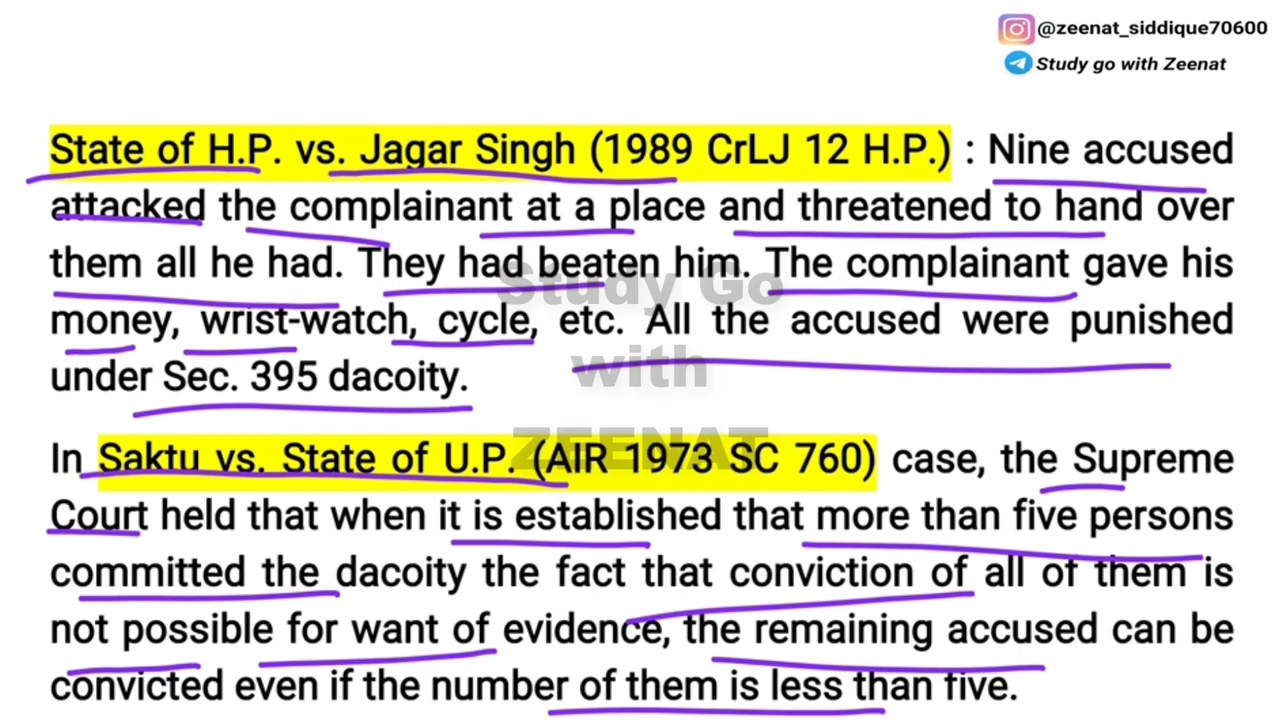 @zeenat_siddique70600
Study go with Zeenat
State of H.P. vs. Jagar Singh (1989 CrLJ 12 H.P.) : Nine accused
attacked the complainant at a place and threatened to hand over
them all he had. They had beaten him. The complainant gave his
money, wrist-watch, cycle, etc. All the accused were punished
under Sec. 395 dacoity.
In Saktu vs. State of U.P. (AIR 1973 SC 760) case, the Supreme
Court held that when it is established that more than five persons
committed the dacoity the fact that conviction of all of them is
not possible for want of evidence, the remaining accused can be
convicted even if the number of them is less than five.
Study Go
with
ZEENAT